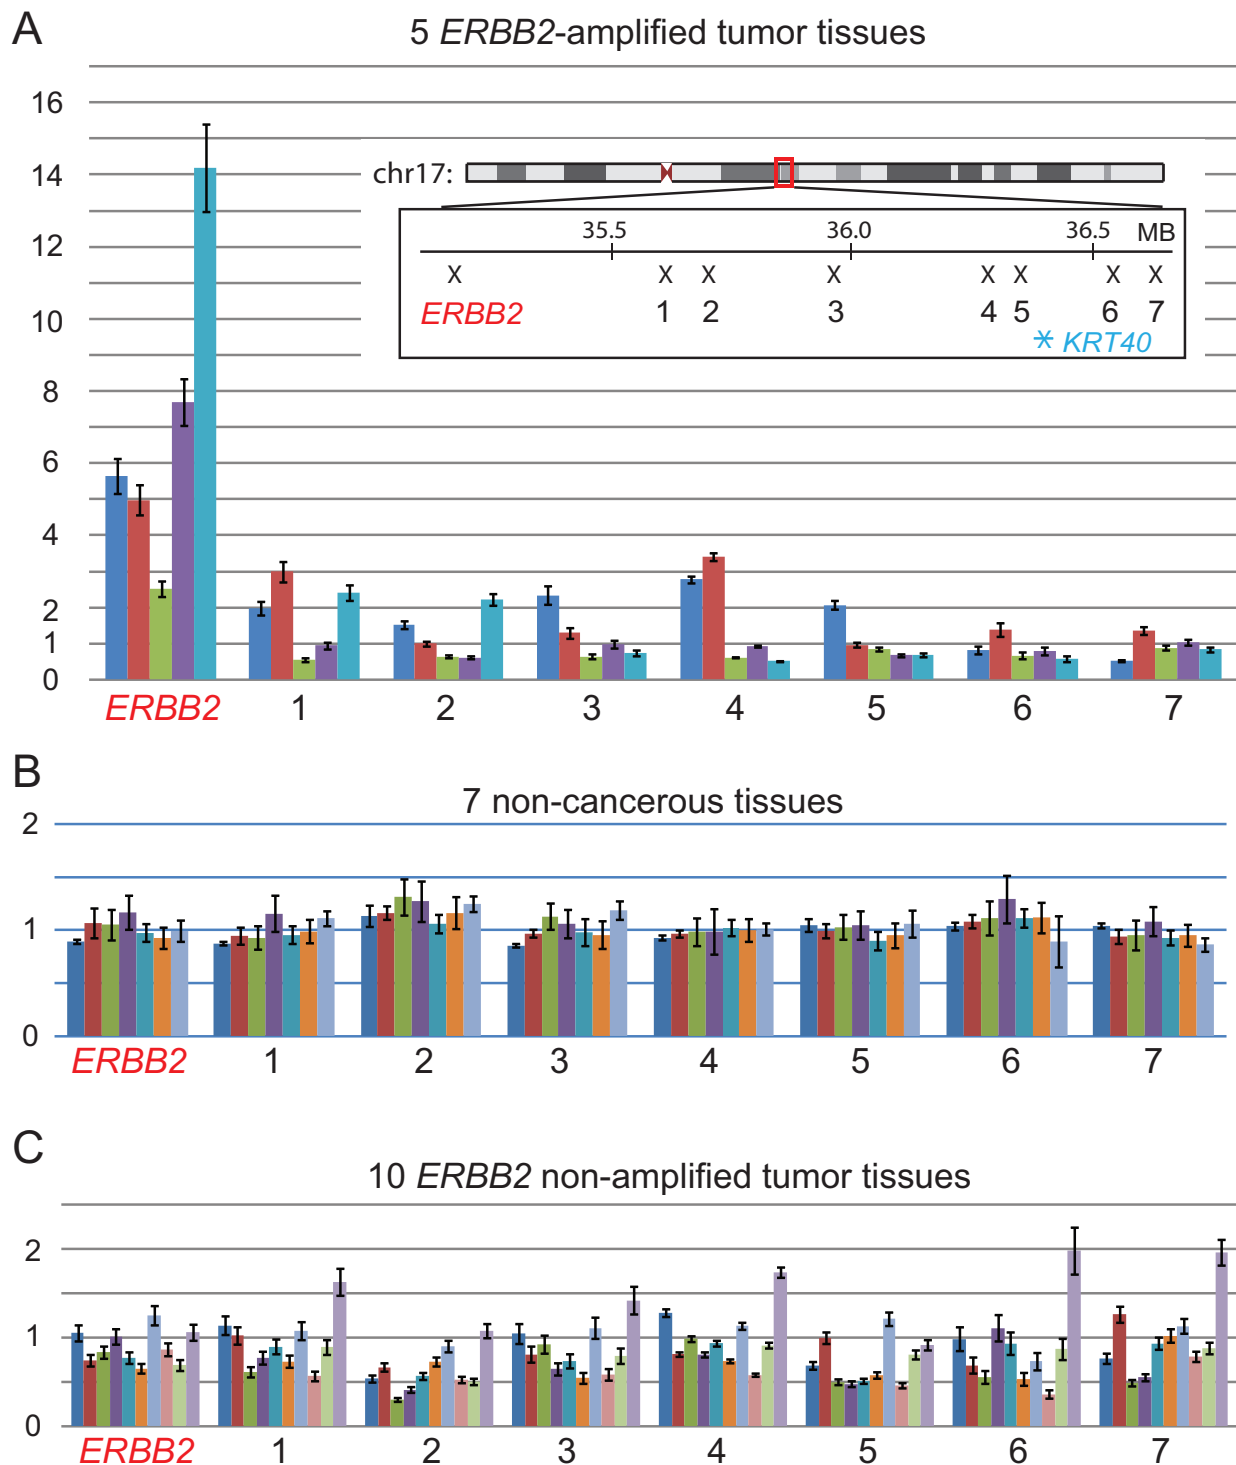 A
5 ERBB2-amplified tumor tissues
16
14
12
10
8
6
4
2
1
0
chr17:
35.5 36.0 36.5 MB
X X X X X X X X
ERBB2 1 2 3 4 5 6 7
* KRT40
ERBB2 1 2 3 4 5 6 7
B
7 non-cancerous tissues
2
1
0
ERBB2 1 2 3 4 5 6 7
C
10 ERBB2 non-amplified tumor tissues
2
1
0
ERBB2 1 2 3 4 5 6 7